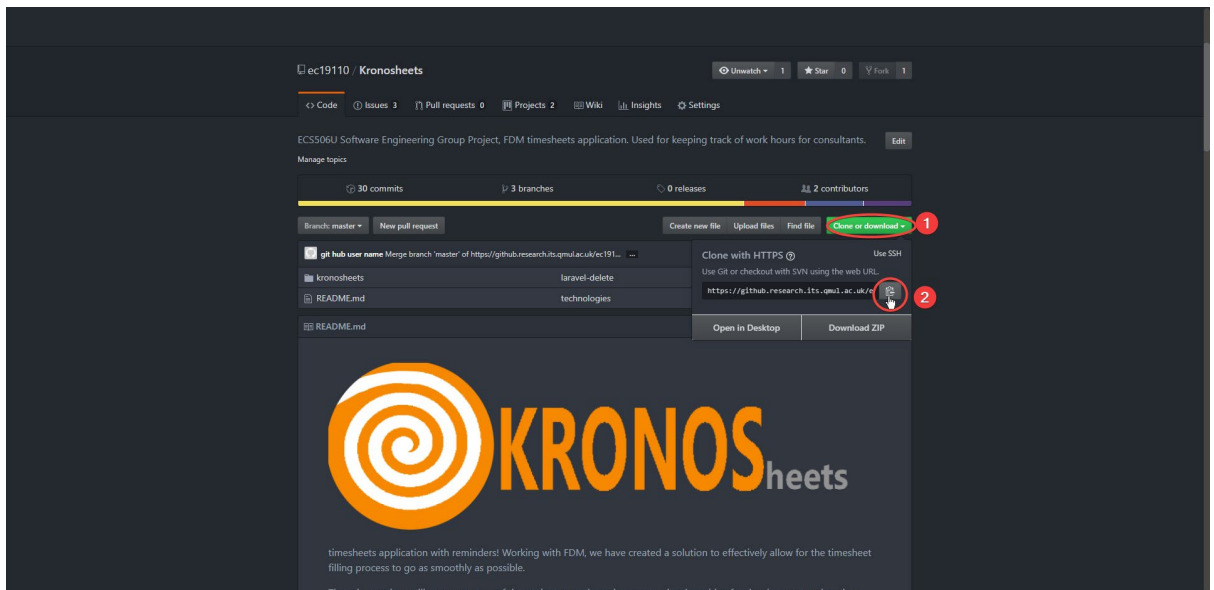 ec19110 / Kronosheets
Unwatch 1 Star 0 Fork 1
Code Issues 3 Pull requests 0 Projects 2 Wiki Insights Settings
ECS506U Software Engineering Group Project, FDM timesheets application. Used for keeping track of work hours for consultants. Edit
Manage topics
30 commits 3 branches 0 releases 2 contributors
Branch: master New pull request Create new file Upload files Find file Clone or download 1
git hub user name Merge branch 'master' of https://github.research.its.qmul.ac.uk/ec191... ...
Clone with HTTPS Use SSH
kronosheets laravel-delete
Use Git or checkout with SVN using the web URL.
README.md technologies
https://github.research.its.qmul.ac.uk/e 2
README.md
Open in Desktop Download ZIP
KRONOSheets
timesheets application with reminders! Working with FDM, we have created a solution to effectively allow for the timesheet
filling process to go as smoothly as possible.